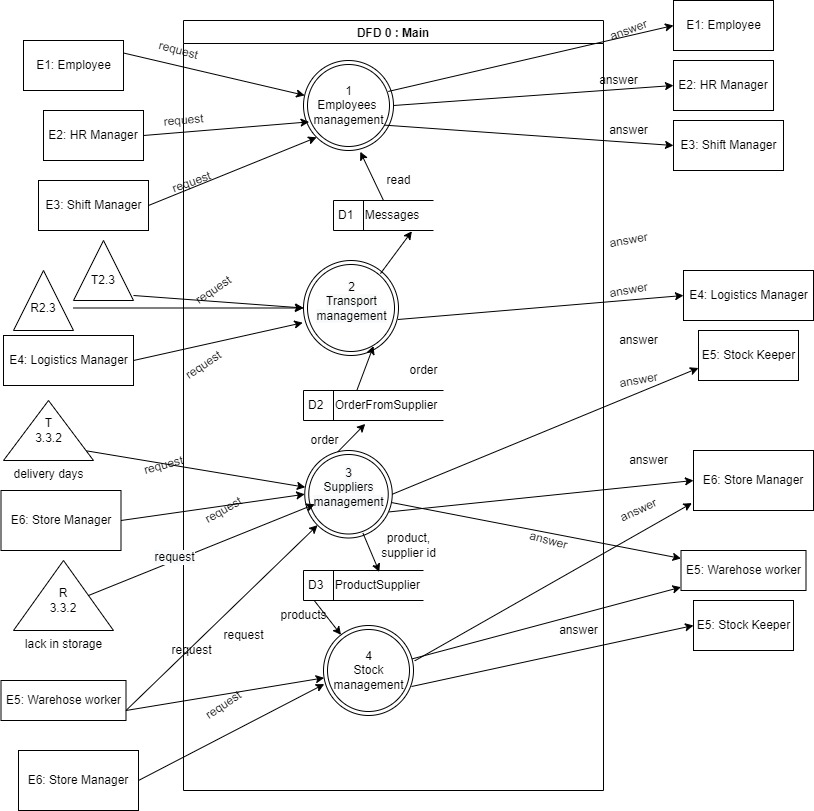 DFD 0 : Main
E1: Employee
request
1
Employees
management
answer
E1: Employee
answer
E2: HR Manager
E2: HR Manager
request
answer
E3: Shift Manager
request
E3: Shift Manager
read
D1
Messages
answer
T2.3
R2.3
request
2
Transport
management
answer
E4: Logistics Manager
E4: Logistics Manager
request
answer
E5: Stock Keeper
order
answer
D2
OrderFromSupplier
T
3.3.2
delivery days
request
order
3
Suppliers
management
answer
E6: Store Manager
E6: Store Manager
request
answer
product,
supplier id
answer
request
R
3.3.2
lack in storage
D3
ProductSupplier
E5: Warehose worker
products
request
request
answer
E5: Stock Keeper
4
Stock
management
E5: Warehose worker
request
E6: Store Manager